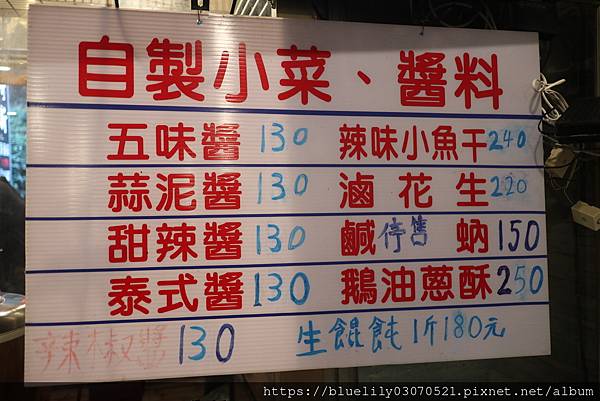 自製小菜、醬料
五味醬 130 辣味小魚干 240
蒜泥醬 130 滷花生 220
甜辣醬 130 鹹停售蚋 150
泰式醬 130 鵝油蔥酥 250
辣椒醬 130 生餛飩1斤180元
https://bluelily03070521.pixnet.net/album